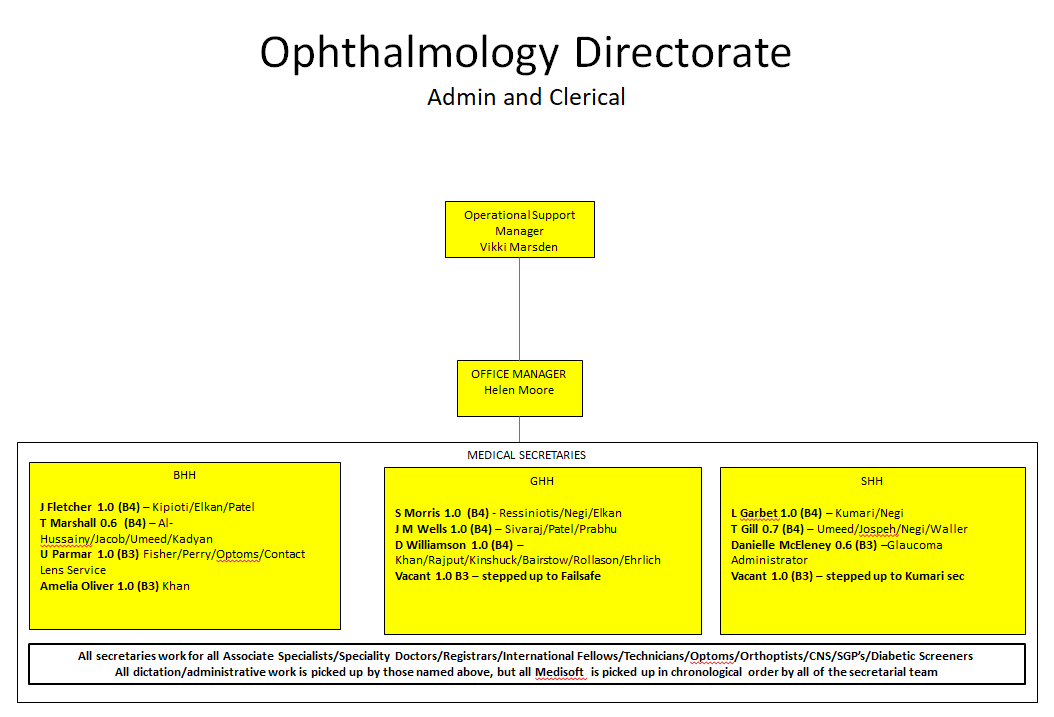 Ophthalmology Directorate
Admin and Clerical
Operational Support
Manager
Vikki Marsden
OFFICE MANAGER
Helen Moore
MEDICAL SECRETARIES
BHH
J Fletcher 1.0 (B4) – Kipioti/Elkan/Patel
T Marshall 0.6 (B4) – Al-
Hussainy/Jacob/Umeed/Kadyan
U Parmar 1.0 (B3) Fisher/Perry/Optoms/Contact
Lens Service
Amelia Oliver 1.0 (B3) Khan
GHH
S Morris 1.0 (B4) - Ressiniotis/Negi/Elkan
J M Wells 1.0 (B4) – Sivaraj/Patel/Prabhu
D Williamson 1.0 (B4) –
Khan/Rajput/Kinshuck/Bairstow/Rollason/Ehrlich
Vacant 1.0 B3 – stepped up to Failsafe
SHH
L Garbet 1.0 (B4) – Kumari/Negi
T Gill 0.7 (B4) – Umeed/Jospeh/Negi/Waller
Danielle McEleney 0.6 (B3) –Glaucoma
Administrator
Vacant 1.0 (B3) – stepped up to Kumari sec
All secretaries work for all Associate Specialists/Speciality Doctors/Registrars/International Fellows/Technicians/Optoms/Orthoptists/CNS/SGP's/Diabetic Screeners
All dictation/administrative work is picked up by those named above, but all Medisoft is picked up in chronological order by all of the secretarial team